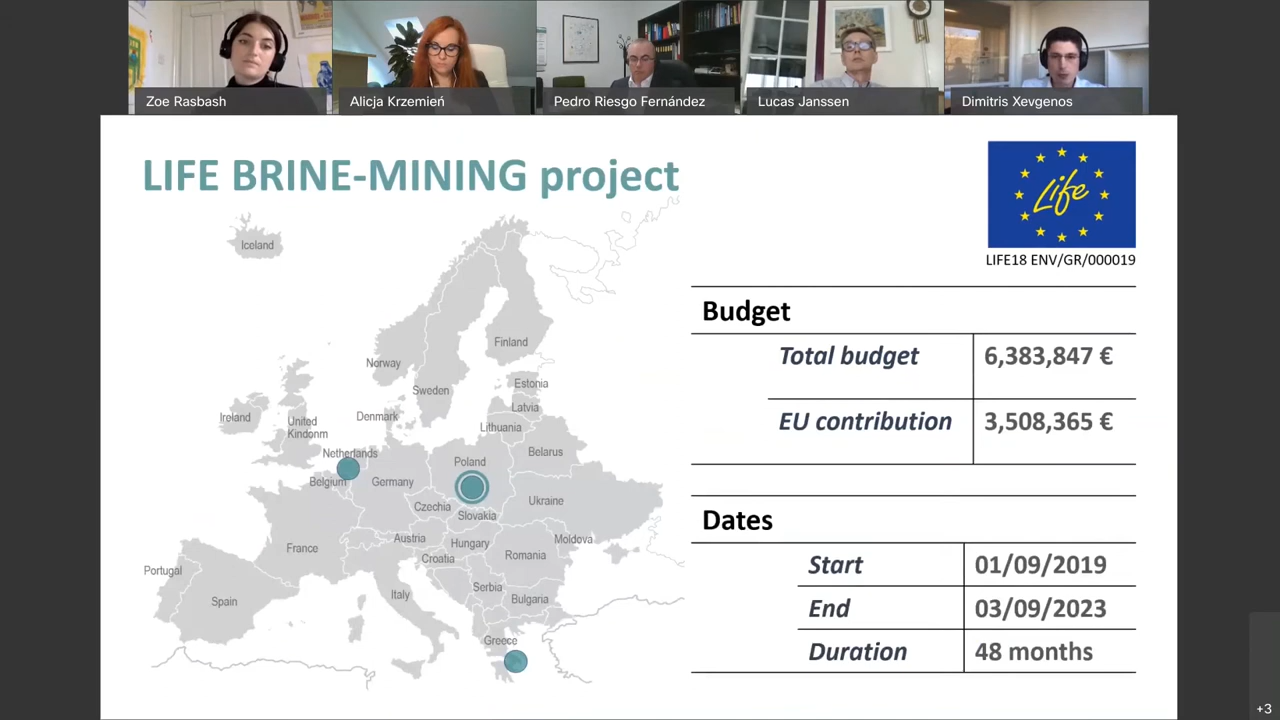 Zoe Rasbash
Alicja Krzemień
Pedro Riesgo Fernández
Lucas Janssen
Dimitris Xevgenos
LIFE BRINE-MINING project
Life
LIFE18 ENV/GR/000019
Iceland
Norway
Finland
Sweden
Estonia
Latvia
Lithuania
Denmark
Ireland
United
Kindonm
Netherlands
Belgium
Germany
Poland
Belarus
Czechia
Slovakia
Ukraine
France
Austria
Hungary
Moldova
Croatia
Romania
Portugal
Spain
Italy
Serbia
Bulgaria
Greece
Budget
Total budget 6,383,847 €
EU contribution 3,508,365 €
Dates
Start 01/09/2019
End 03/09/2023
Duration 48 months
+3